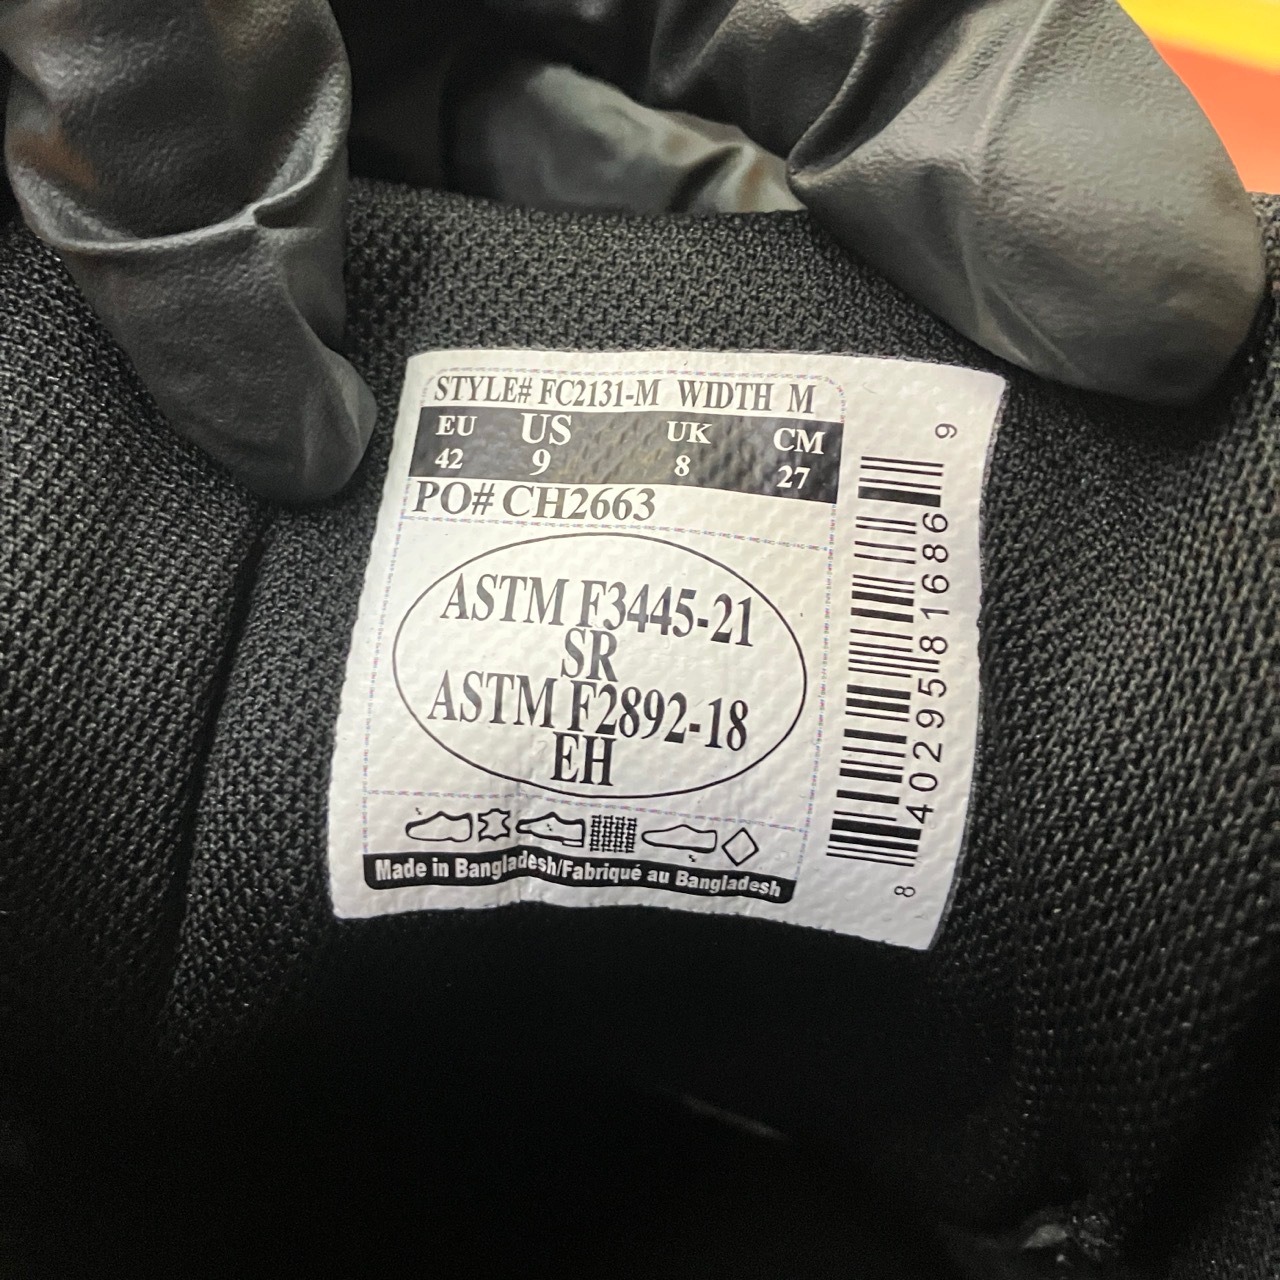 STYLE# FC2131-M WIDTH M
EU US UK CM
42 9 8 27
PO# CH2663
ASTM F3445-21
SR
ASTM F2892-18
EH
Made in Bangladesh/Fabriqué au Bangladesh
8 40295 81686 9